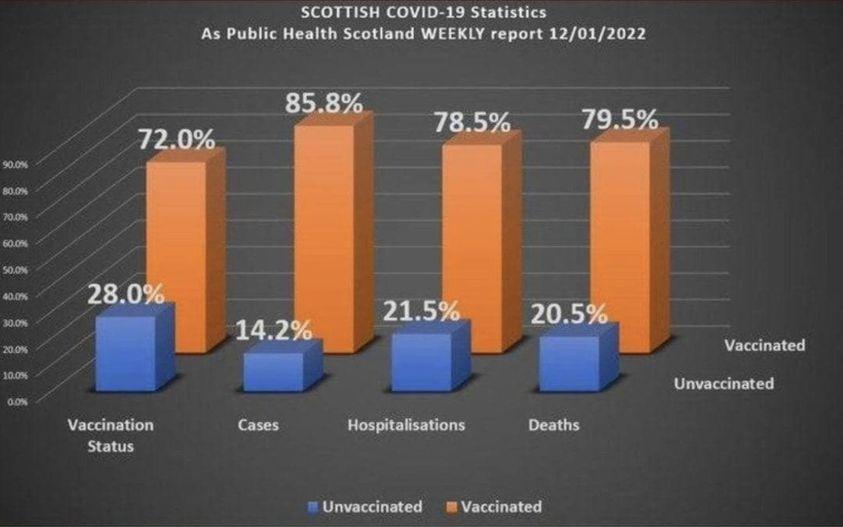 SCOTTISH COVID-19 Statistics
As Public Health Scotland WEEKLY report 12/01/2022
85.8%
72.0%
78.5%
79.5%
90.0%
80.0%
70.0%
60.0%
50.0%
40.0%
30.0%
20.0%
10.0%
0.0%
28.0%
14.2%
21.5%
20.5%
Vaccinated
Unvaccinated
Vaccination
Status
Cases
Hospitalisations
Deaths
Unvaccinated Vaccinated